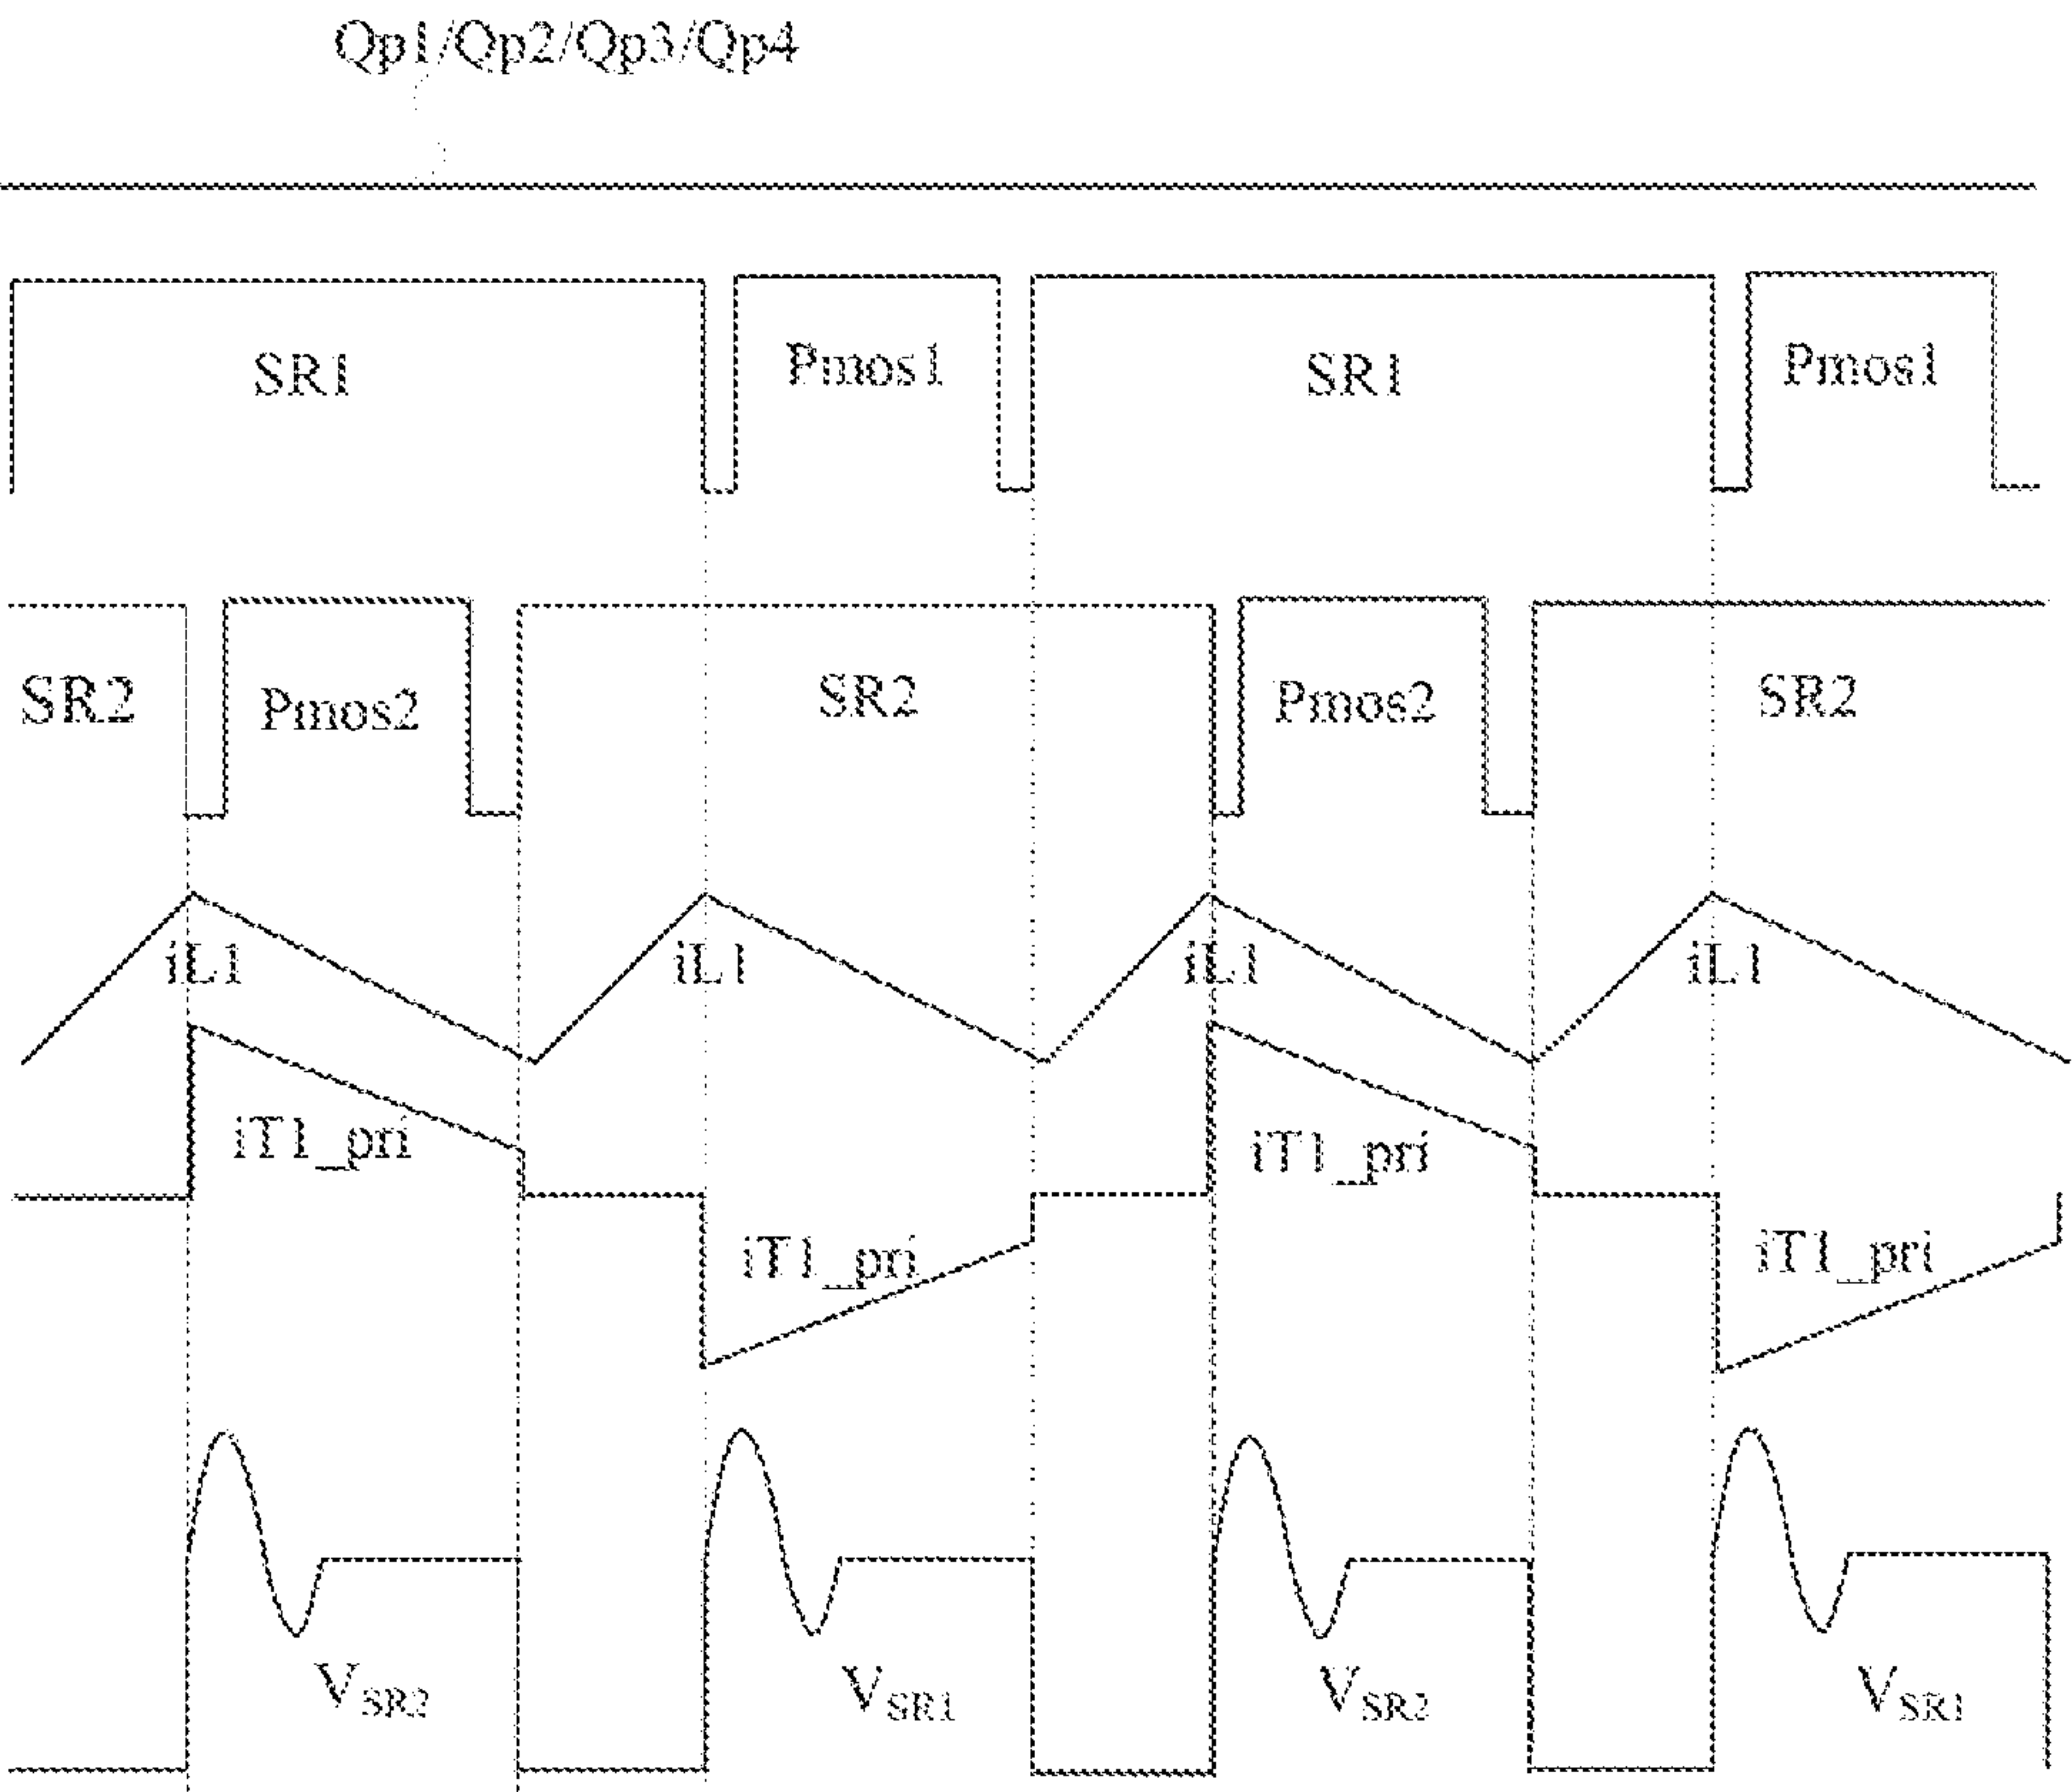 Qp1/Qp2/Qp3/Qp4
SR1 Pmos1 SR1 Pmos1
SR2 Pmos2 SR2 Pmos2 SR2
iL1 iL1 iL1 iL1
iT1_pri iT1_pri
iT1_pri iT1_pri
VSR2 VSR1 VSR2 VSR1